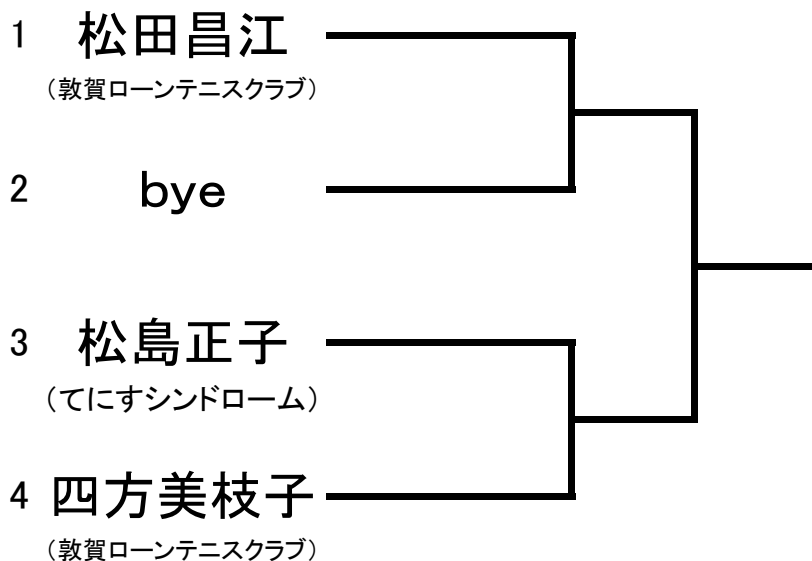 1 松田昌江
（敦賀ローンテニスクラブ）
2 bye
3 松島正子
（てにすシンドローム）
4 四方美枝子
（敦賀ローンテニスクラブ）